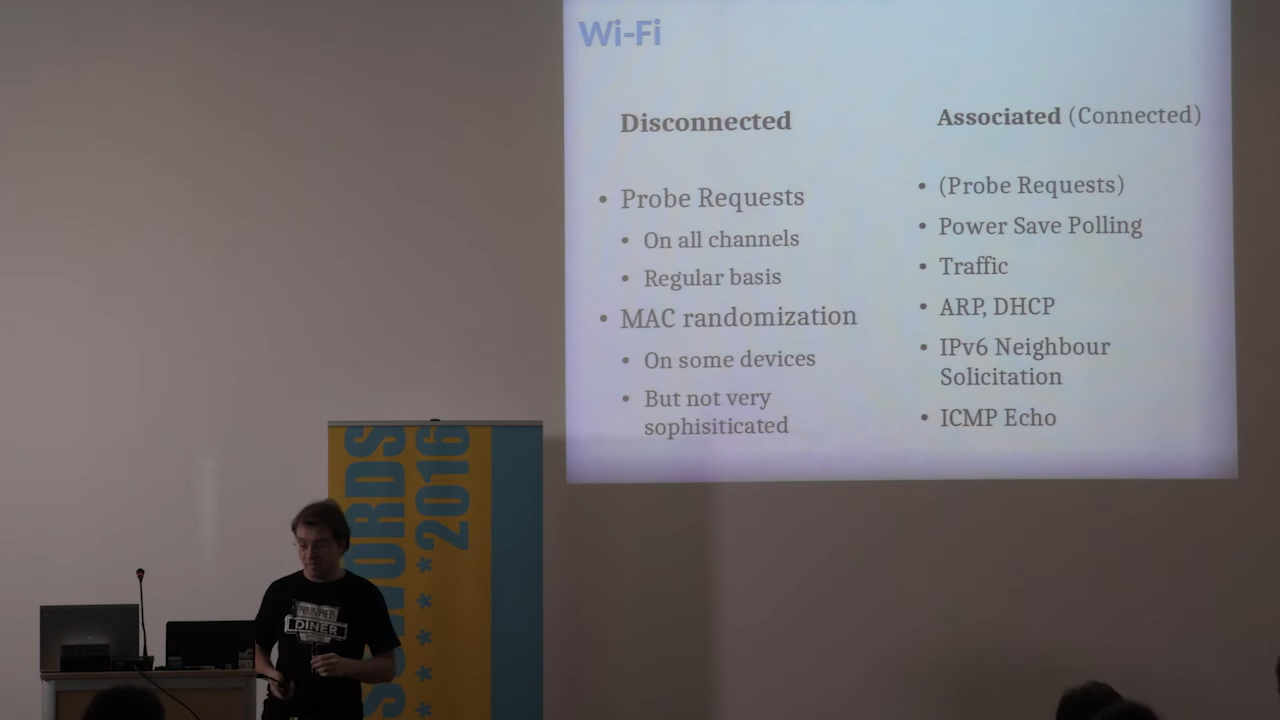 Wi-Fi
Disconnected
• Probe Requests
• On all channels
• Regular basis
• MAC randomization
• On some devices
• But not very
sophisiticated
Associated (Connected)
• (Probe Requests)
• Power Save Polling
• Traffic
• ARP, DHCP
• IPv6 Neighbour
Solicitation
• ICMP Echo
2016
DINER